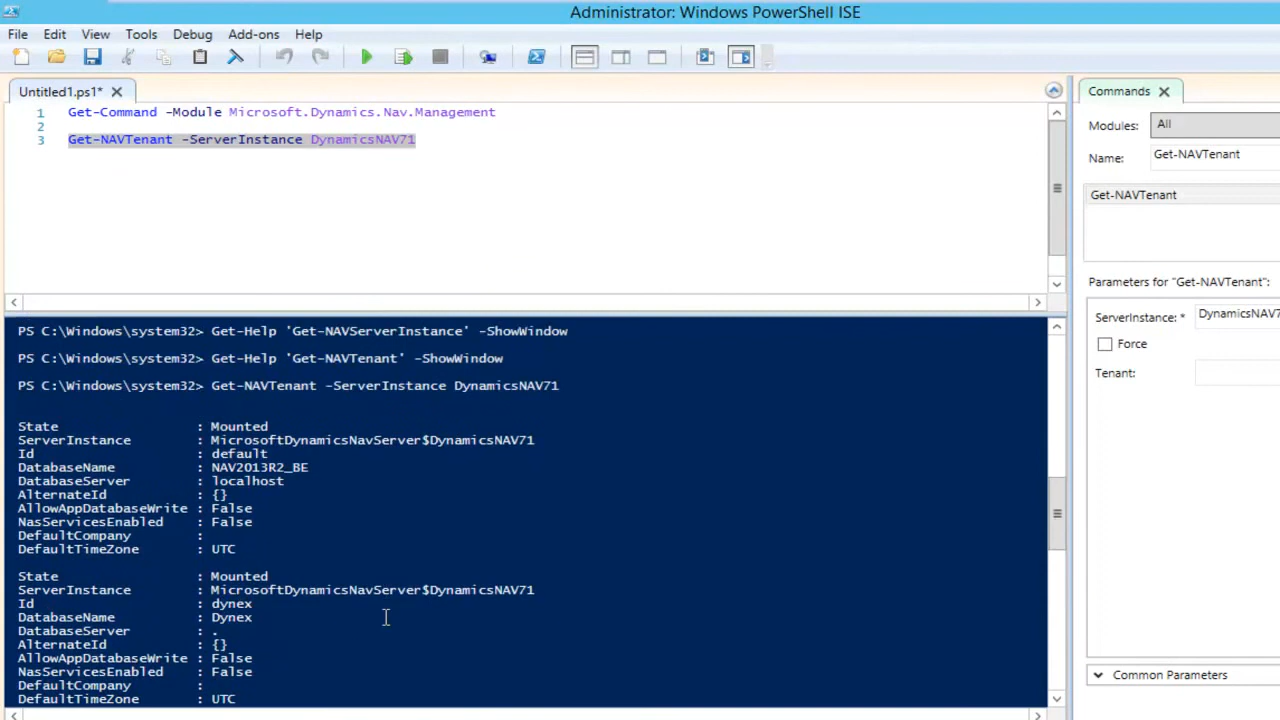 Administrator: Windows PowerShell ISE
File Edit View Tools Debug Add-ons Help
Untitled1.ps1*
1 Get-Command -Module Microsoft.Dynamics.Nav.Management
2
3 Get-NAVTenant -ServerInstance DynamicsNAV71
Commands
Modules: All
Name: Get-NAVTenant
Get-NAVTenant
Parameters for "Get-NAVTenant":
ServerInstance: * DynamicsNAV7
Force
Tenant:
Common Parameters
PS C:\Windows\system32> Get-Help 'Get-NAVServerInstance' -ShowWindow
PS C:\Windows\system32> Get-Help 'Get-NAVTenant' -ShowWindow
PS C:\Windows\system32> Get-NAVTenant -ServerInstance DynamicsNAV71
State : Mounted
ServerInstance : MicrosoftDynamicsNavServer$DynamicsNAV71
Id : default
DatabaseName : NAV2013R2_BE
DatabaseServer : localhost
AlternateId : {}
AllowAppDatabaseWrite : False
NasServicesEnabled : False
DefaultCompany :
DefaultTimeZone : UTC
State : Mounted
ServerInstance : MicrosoftDynamicsNavServer$DynamicsNAV71
Id : dynex
DatabaseName : Dynex
DatabaseServer : .
AlternateId : {}
AllowAppDatabaseWrite : False
NasServicesEnabled : False
DefaultCompany :
DefaultTimeZone : UTC